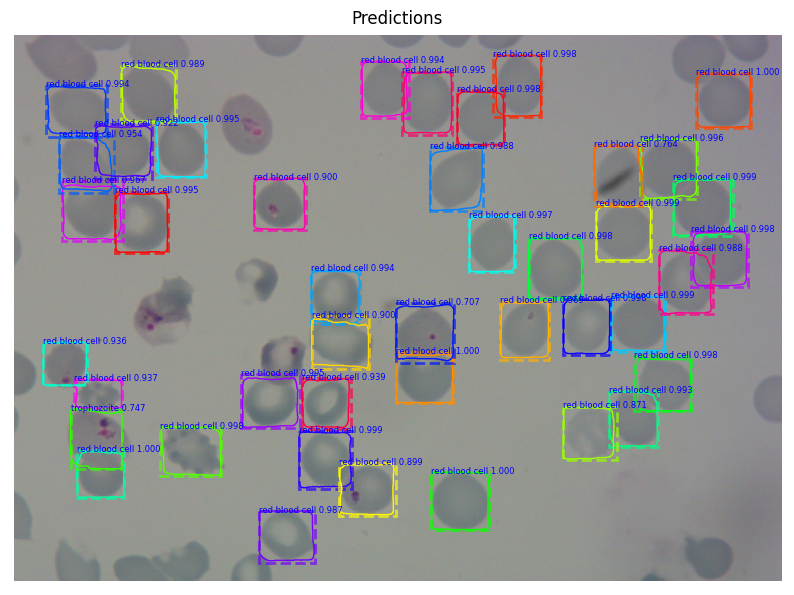 Predictions
red blood cell 0.998
red blood cell 0.994
red blood cell 0.989
red blood cell 0.995
red blood cell 1.000
red blood cell 0.994
red blood cell 0.998
red blood cell 0.995
red blood cell 0.954
red blood cell 0.996
red blood cell 0.764
red blood cell 0.988
red blood cell 0.900
red blood cell 0.999
red blood cell 0.995
red blood cell 0.999
red blood cell 0.997
red blood cell 0.998
red blood cell 0.988
red blood cell 0.994
red blood cell 0.999
red blood cell 0.707
red blood cell 0.900
red blood cell 0.936
red blood cell 1.000
red blood cell 0.998
red blood cell 0.995
red blood cell 0.939
red blood cell 0.937
red blood cell 0.993
red blood cell 0.871
trophozoite 0.747
red blood cell 0.998
red blood cell 0.999
red blood cell 1.000
red blood cell 0.899
red blood cell 1.000
red blood cell 0.987